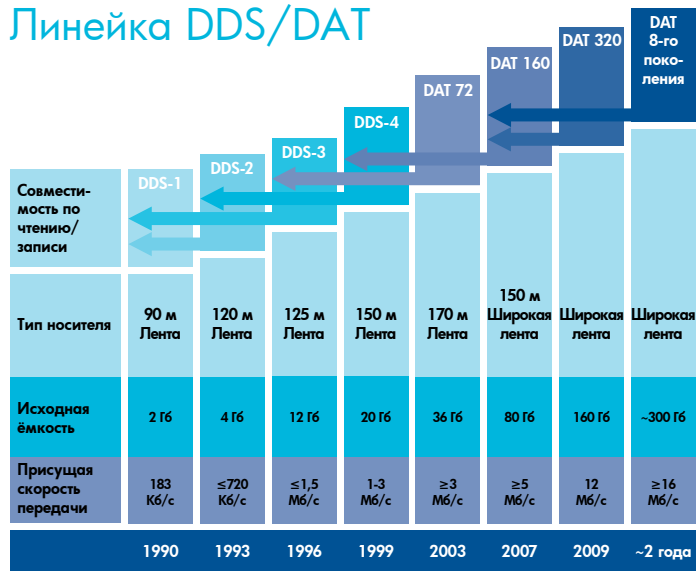 Линейка DDS/DAT
DAT
8-го
поко-
ления
DAT 320
DAT 160
DAT 72
DDS-4
DDS-3
DDS-2
DDS-1
Совмести-
мость по
чтению/
записи
Тип носителя
90 м
Лента
120 м
Лента
125 м
Лента
150 м
Лента
170 м
Лента
150 м
Широкая
лента
Широкая
лента
Широкая
лента
Исходная
ёмкость
2 Гб
4 Гб
12 Гб
20 Гб
36 Гб
80 Гб
160 Гб
~300 Гб
Присущая
скорость
передачи
183
Кб/с
≤720
Кб/с
≤1,5
Мб/с
1-3
Мб/с
≥3
Мб/с
≥5
Мб/с
12
Мб/с
≥16
Мб/с
1990
1993
1996
1999
2003
2007
2009
~2 года